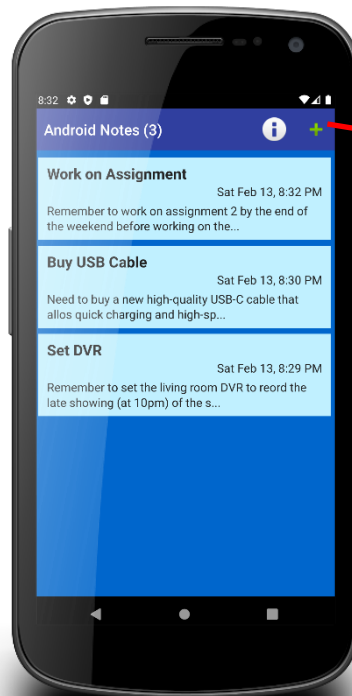 8:32
Android Notes (3)
Work on Assignment
Sat Feb 13, 8:32 PM
Remember to work on assignment 2 by the end of
the weekend before working on the...
Buy USB Cable
Sat Feb 13, 8:30 PM
Need to buy a new high-quality USB-C cable that
allos quick charging and high-sp...
Set DVR
Sat Feb 13, 8:29 PM
Remember to set the living room DVR to reord the
late showing (at 10pm) of the s...